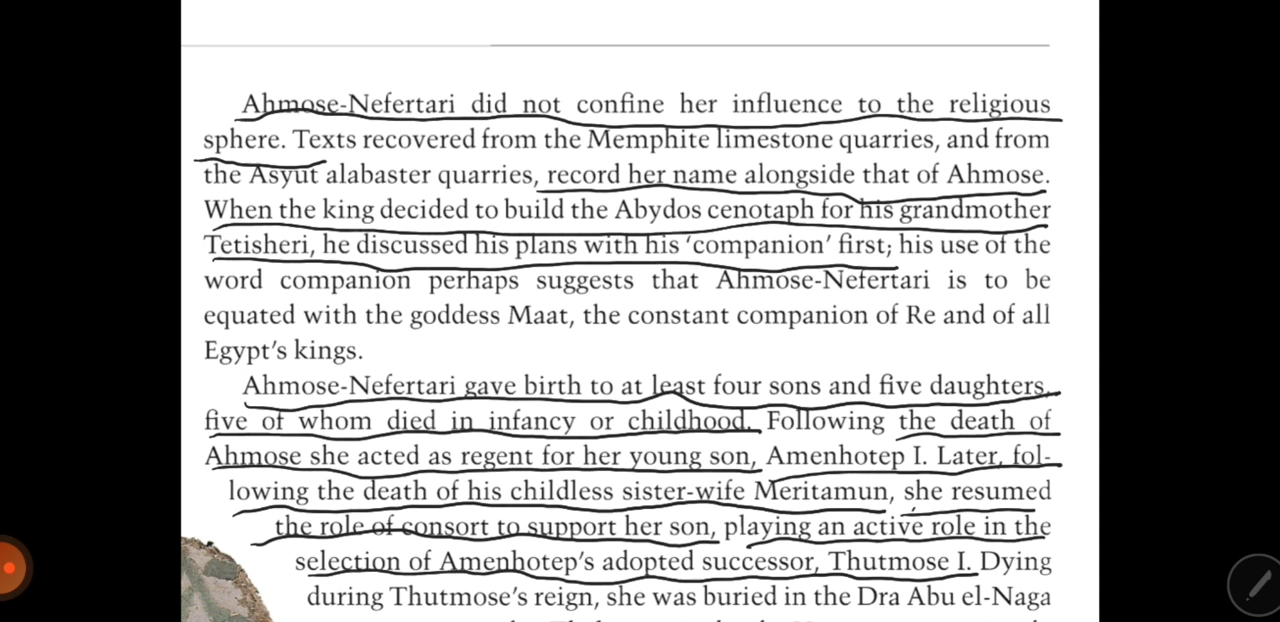 Ahmose-Nefertari did not confine her influence to the religious
sphere. Texts recovered from the Memphite limestone quarries, and from
the Asyut alabaster quarries, record her name alongside that of Ahmose.
When the king decided to build the Abydos cenotaph for his grandmother
Tetisheri, he discussed his plans with his ‘companion’ first; his use of the
word companion perhaps suggests that Ahmose-Nefertari is to be
equated with the goddess Maat, the constant companion of Re and of all
Egypt’s kings.
Ahmose-Nefertari gave birth to at least four sons and five daughters,
five of whom died in infancy or childhood. Following the death of
Ahmose she acted as regent for her young son, Amenhotep I. Later, fol-
lowing the death of his childless sister-wife Meritamun, she resumed
the role of consort to support her son, playing an active role in the
selection of Amenhotep’s adopted successor, Thutmose I. Dying
during Thutmose’s reign, she was buried in the Dra Abu el-Naga